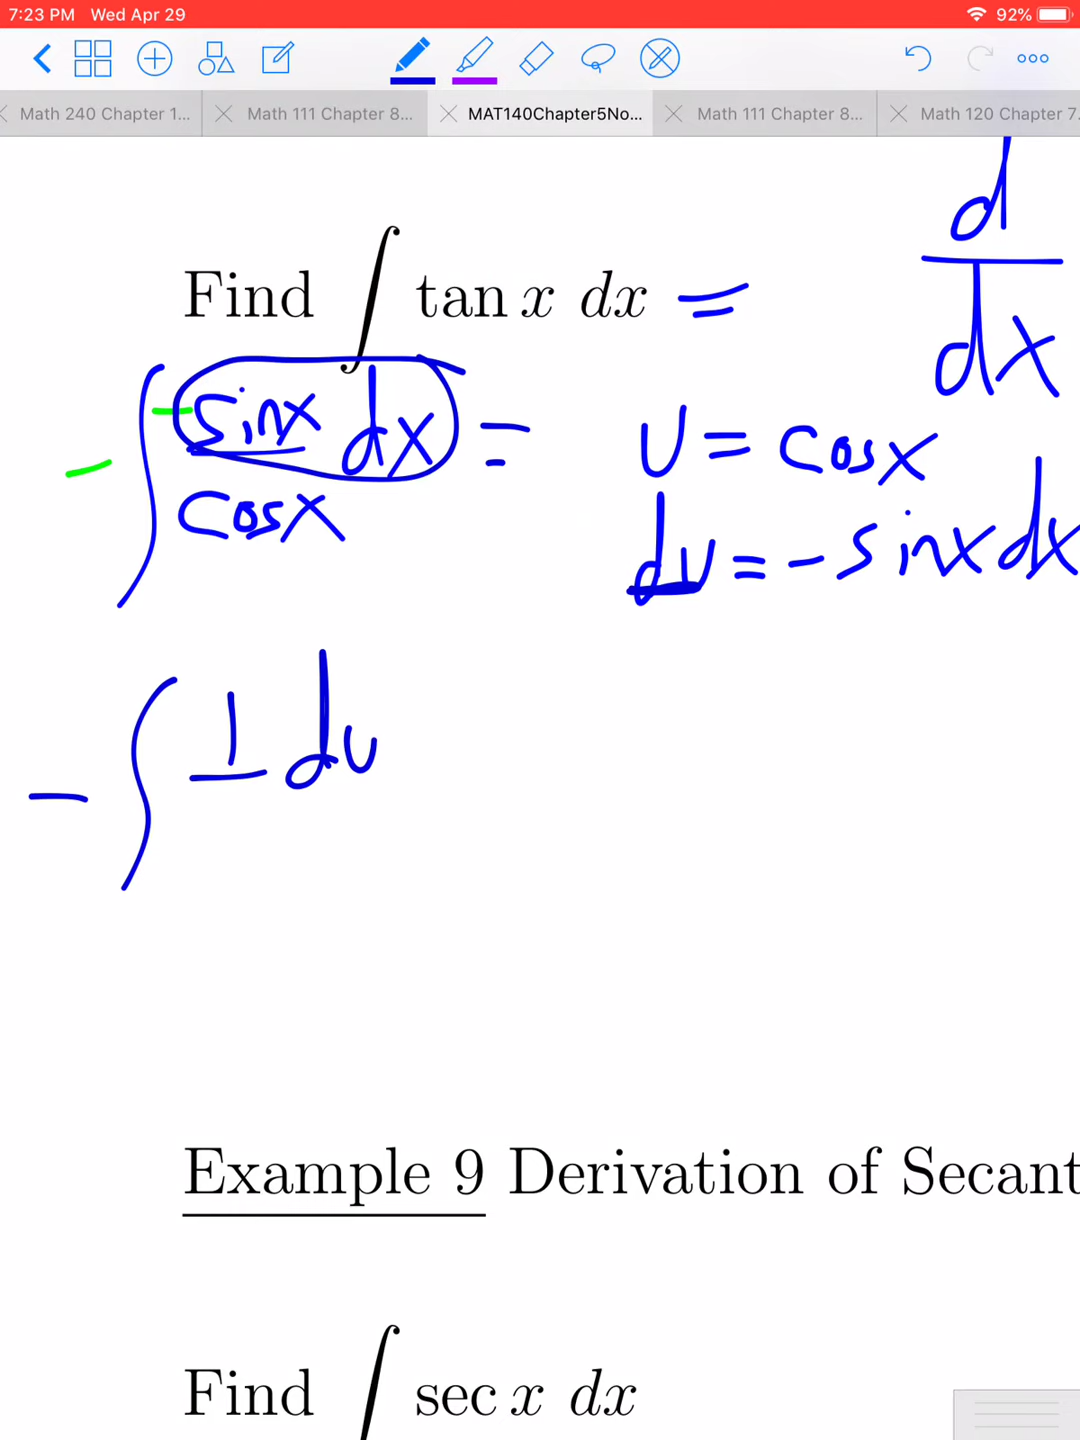 7:23 PM Wed Apr 29 92%
Math 240 Chapter 1... Math 111 Chapter 8... MAT140Chapter5No... Math 111 Chapter 8... Math 120 Chapter 7.
d
dx
Find ∫ tan x dx =
-∫ -sinx dx =
cosx
u = cosx
du = -sinx dx
-∫ 1 du
Example 9 Derivation of Secant
Find ∫ sec x dx